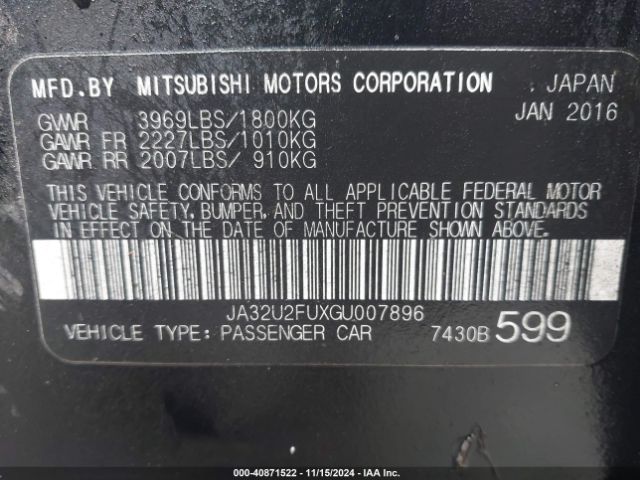 MFD.BY MITSUBISHI MOTORS CORPORATION . JAPAN
JAN 2016
GVWR 3969LBS/1800KG
GAWR FR 2227LBS/1010KG
GAWR RR 2007LBS/ 910KG
THIS VEHICLE CONFORMS TO ALL APPLICABLE FEDERAL MOTOR
VEHICLE SAFETY, BUMPER, AND THEFT PREVENTION STANDARDS
IN EFFECT ON THE DATE OF MANUFACTURE SHOWN ABOVE.
JA32U2FUXGU007896
VEHICLE TYPE: PASSENGER CAR 7430B 599
000-40871522 - 11/15/2024 - IAA Inc.